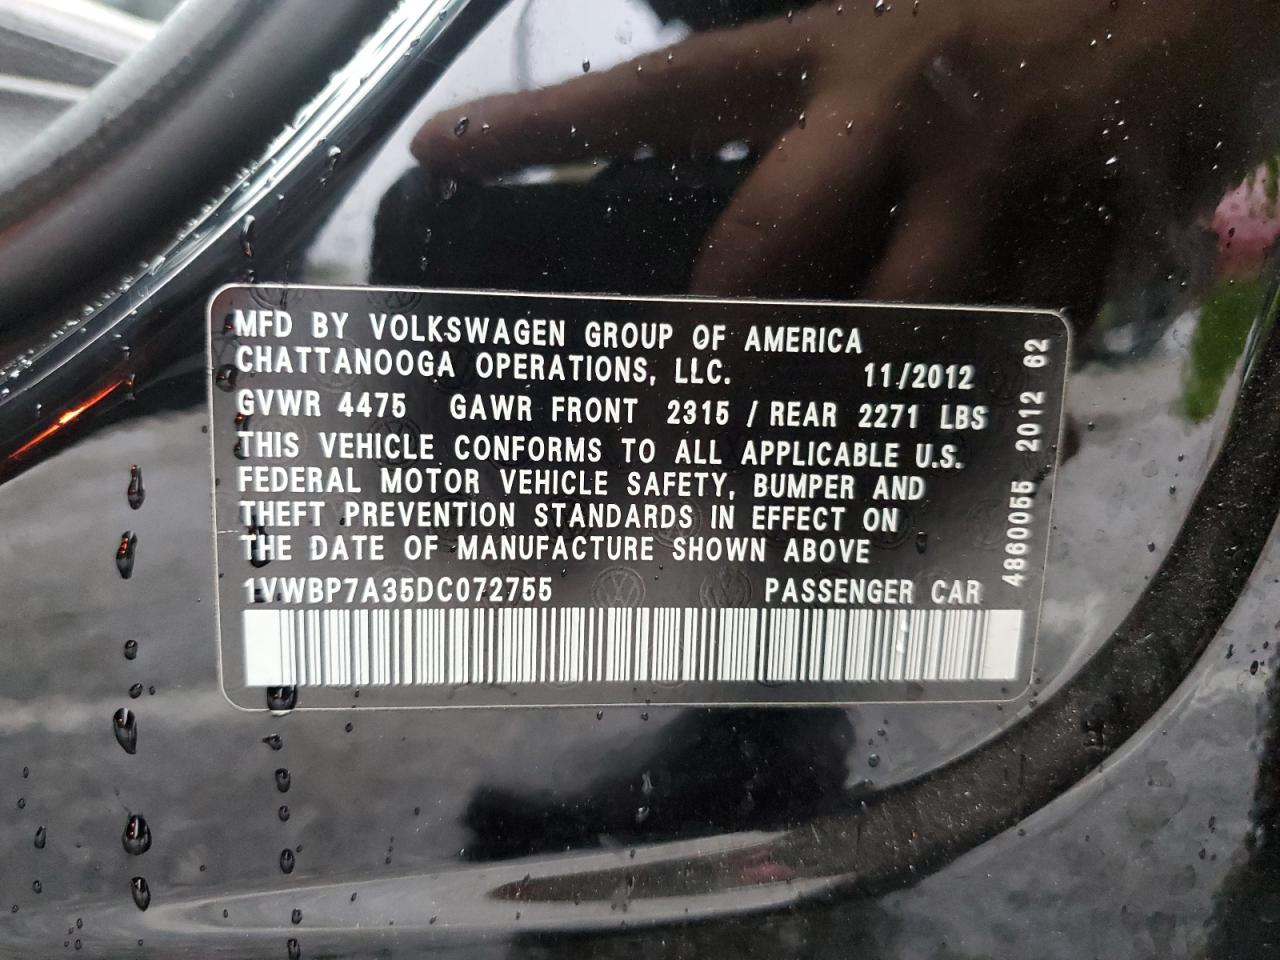 MFD BY VOLKSWAGEN GROUP OF AMERICA
CHATTANOOGA OPERATIONS, LLC. 11/2012
GVWR 4475 GAWR FRONT 2315 / REAR 2271 LBS
THIS VEHICLE CONFORMS TO ALL APPLICABLE U.S.
FEDERAL MOTOR VEHICLE SAFETY, BUMPER AND
THEFT PREVENTION STANDARDS IN EFFECT ON
THE DATE OF MANUFACTURE SHOWN ABOVE
1VWBP7A35DC072755 PASSENGER CAR
4860055 2012 62